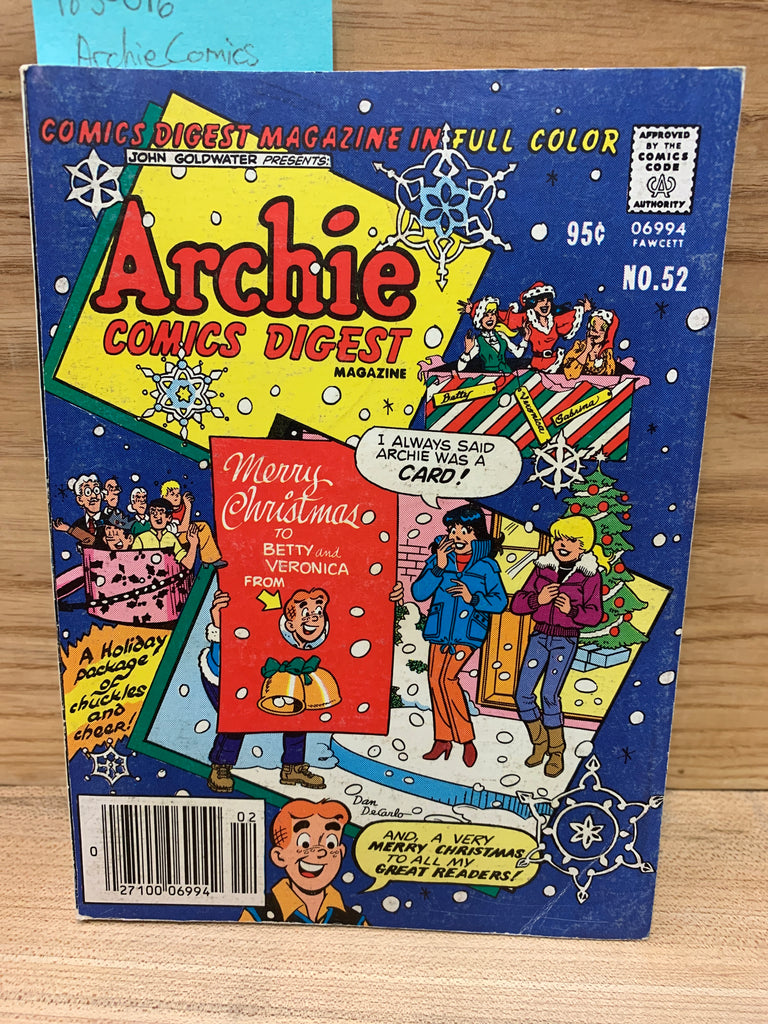 Archie Comics
COMICS DIGEST MAGAZINE IN FULL COLOR
JOHN GOLDWATER PRESENTS:
APPROVED
BY THE
COMICS
CODE
CA
AUTHORITY
95¢
06994
FAWCETT
NO.52
Archie
COMICS DIGEST
MAGAZINE
Betty
Veronica
Sabrina
I ALWAYS SAID
ARCHIE WAS A
CARD!
Merry
Christmas
TO
BETTY and
VERONICA
FROM
A Holiday
package
of
chuckles
and
cheer!
Dan
DeCarlo
02
0
27100 06994
AND, A VERY
MERRY CHRISTMAS
TO ALL MY
GREAT READERS!